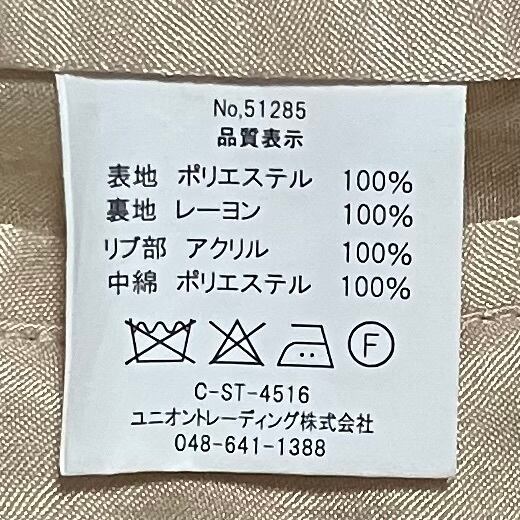 No,51285
品質表示
表地 ポリエステル 100%
裏地 レーヨン 100%
リブ部 アクリル 100%
中綿 ポリエステル 100%
F
C-ST-4516
ユニオントレーディング株式会社
048-641-1388